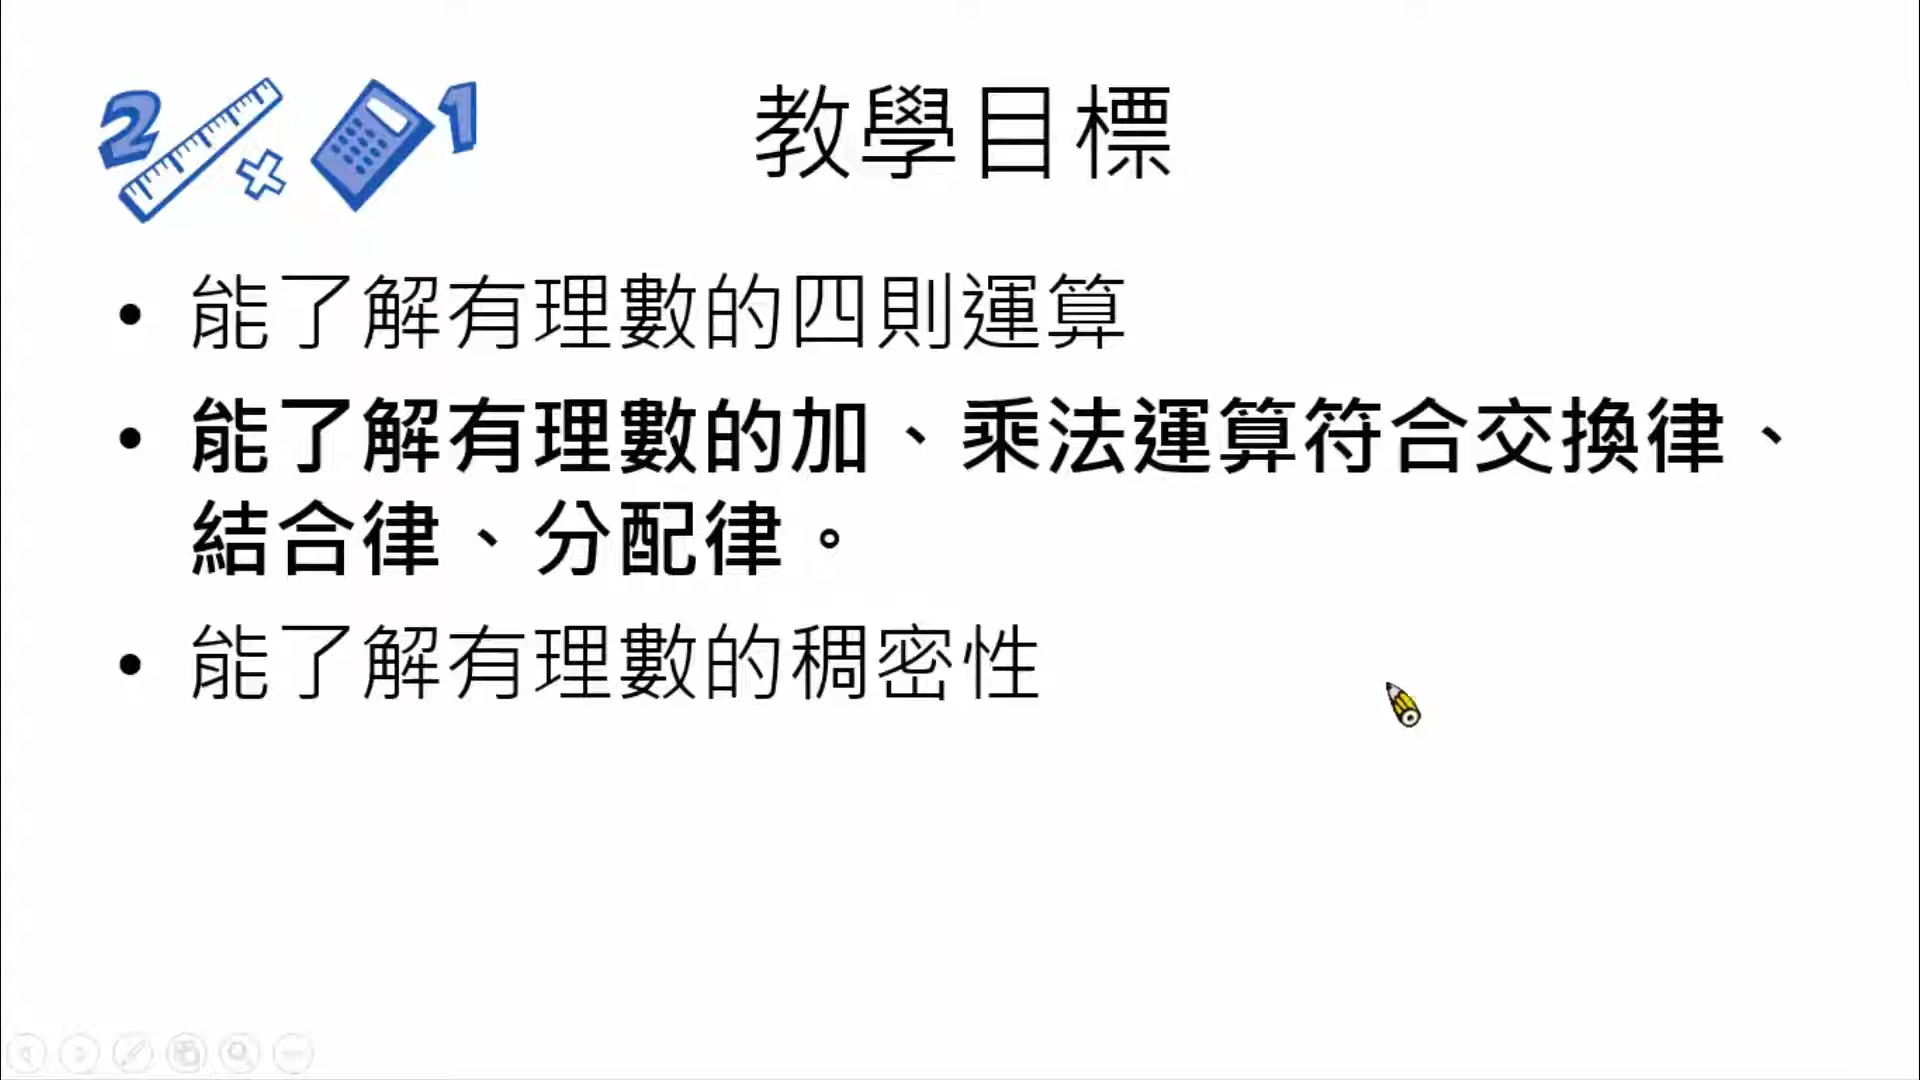 2 × 1
教學目標
• 能了解有理數的四則運算
• 能了解有理數的加、乘法運算符合交換律、
結合律、分配律。
• 能了解有理數的稠密性